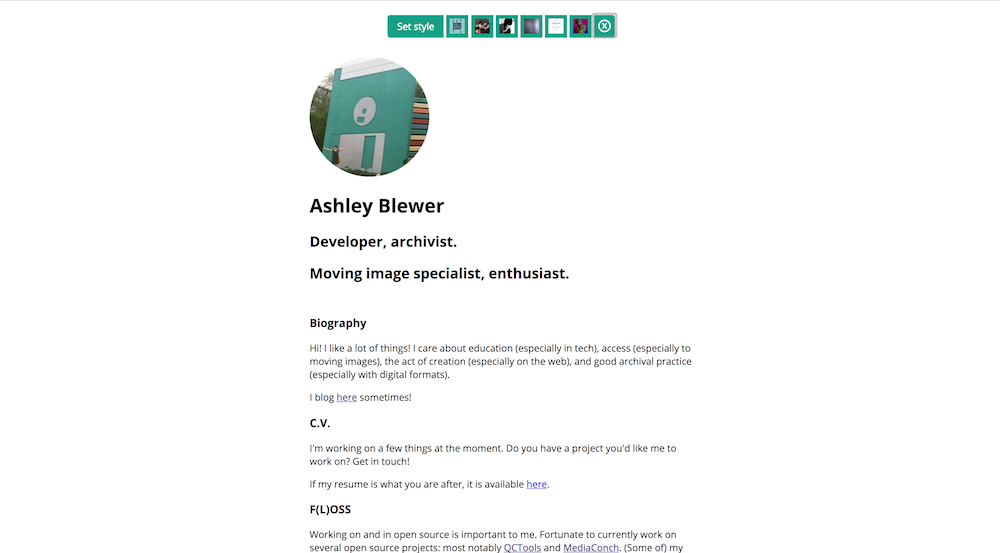 Set style
Ashley Blewer
Developer, archivist.
Moving image specialist, enthusiast.
Biography
Hi! I like a lot of things! I care about education (especially in tech), access (especially to
moving images), the act of creation (especially on the web), and good archival practice
(especially with digital formats).
I blog here sometimes!
C.V.
I'm working on a few things at the moment. Do you have a project you'd like me to
work on? Get in touch!
If my resume is what you are after, it is available here.
F(L)OSS
Working on and in open source is important to me. Fortunate to currently work on
several open source projects: most notably QCTools and MediaConch. (Some of) my